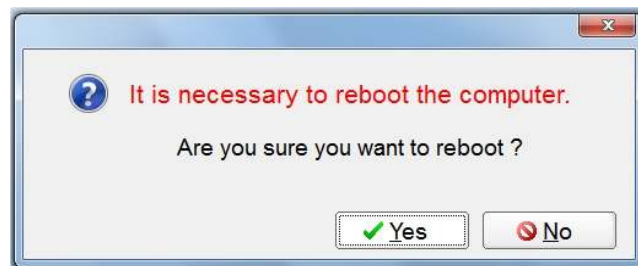 It is necessary to reboot the computer.
Are you sure you want to reboot ?
Yes
No